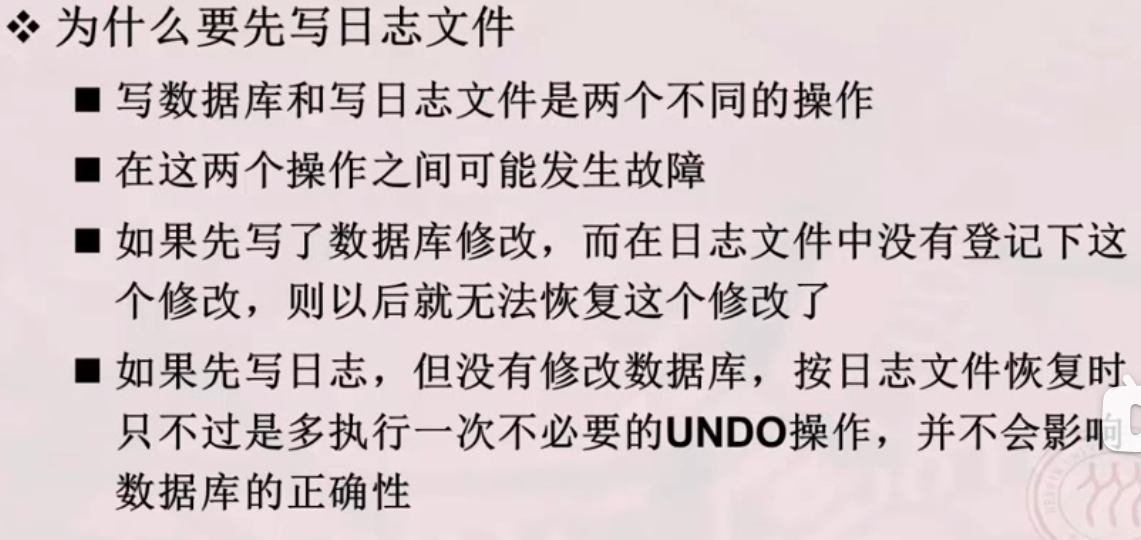 ❖ 为什么要先写日志文件
■ 写数据库和写日志文件是两个不同的操作
■ 在这两个操作之间可能发生故障
■ 如果先写了数据库修改，而在日志文件中没有登记下这
个修改，则以后就无法恢复这个修改了
■ 如果先写日志，但没有修改数据库，按日志文件恢复时
只不过是多执行一次不必要的UNDO操作，并不会影响
数据库的正确性